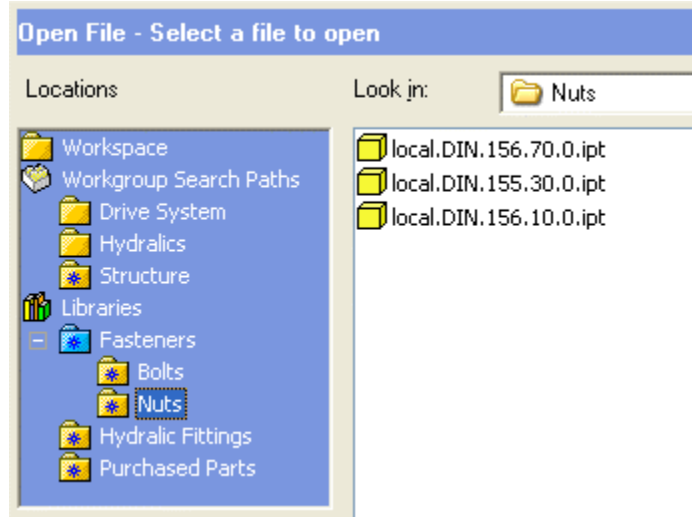 Open File - Select a file to open
Locations
Look in:
Nuts
Workspace
Workgroup Search Paths
Drive System
Hydralics
Structure
Libraries
Fasteners
Bolts
Nuts
Hydralic Fittings
Purchased Parts
local.DIN.156.70.0.ipt
local.DIN.155.30.0.ipt
local.DIN.156.10.0.ipt